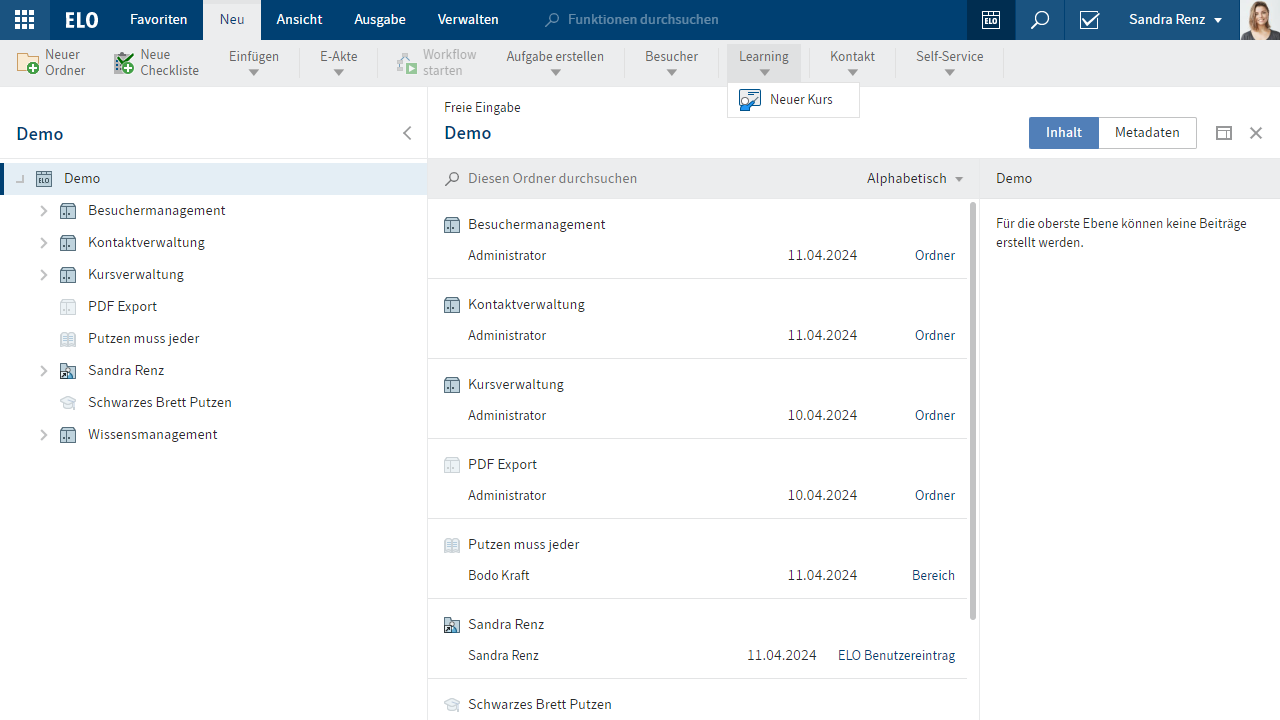 ELO
Favoriten
Neu
Ansicht
Ausgabe
Verwalten
Funktionen durchsuchen
ELO
Sandra Renz
Neuer
Ordner
Neue
Checkliste
Einfügen
E-Akte
Workflow
starten
Aufgabe erstellen
Besucher
Learning
Kontakt
Self-Service
Neuer Kurs
Demo
Freie Eingabe
Demo
Inhalt
Metadaten
ELO
Demo
Besuchermanagement
Kontaktverwaltung
Kursverwaltung
PDF Export
Putzen muss jeder
Sandra Renz
Schwarzes Brett Putzen
Wissensmanagement
Diesen Ordner durchsuchen
Alphabetisch
Besuchermanagement
Administrator 11.04.2024 Ordner
Kontaktverwaltung
Administrator 11.04.2024 Ordner
Kursverwaltung
Administrator 10.04.2024 Ordner
PDF Export
Administrator 10.04.2024 Ordner
Putzen muss jeder
Bodo Kraft 11.04.2024 Bereich
Sandra Renz
Sandra Renz 11.04.2024 ELO Benutzereintrag
Schwarzes Brett Putzen
Demo
Für die oberste Ebene können keine Beiträge
erstellt werden.